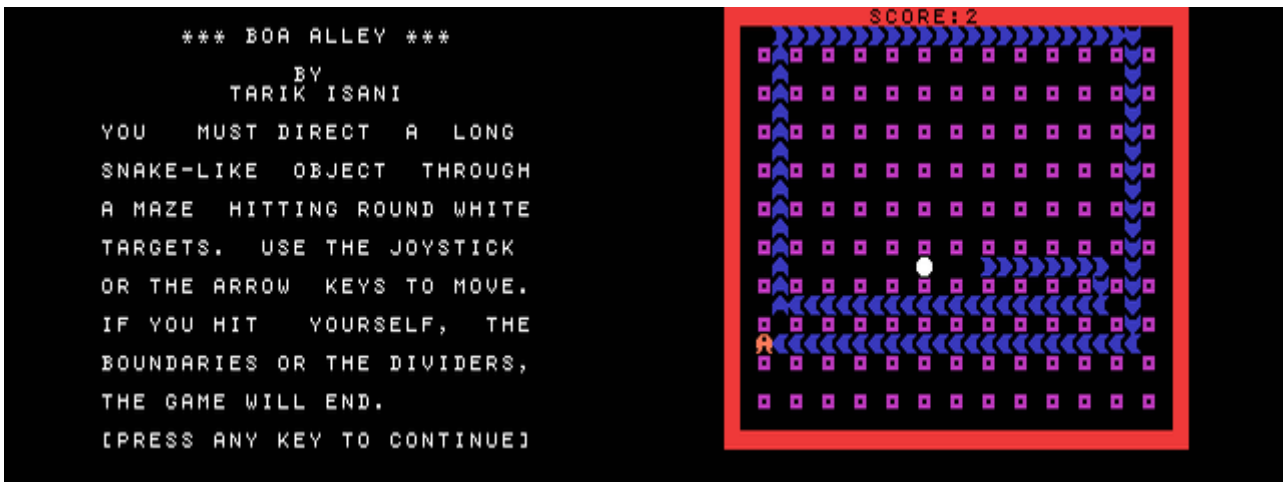 *** BOA ALLEY ***
BY
TARIK ISANI
YOU MUST DIRECT A LONG
SNAKE-LIKE OBJECT THROUGH
A MAZE HITTING ROUND WHITE
TARGETS. USE THE JOYSTICK
OR THE ARROW KEYS TO MOVE.
IF YOU HIT YOURSELF, THE
BOUNDARIES OR THE DIVIDERS,
THE GAME WILL END.
[PRESS ANY KEY TO CONTINUE]
SCORE:2